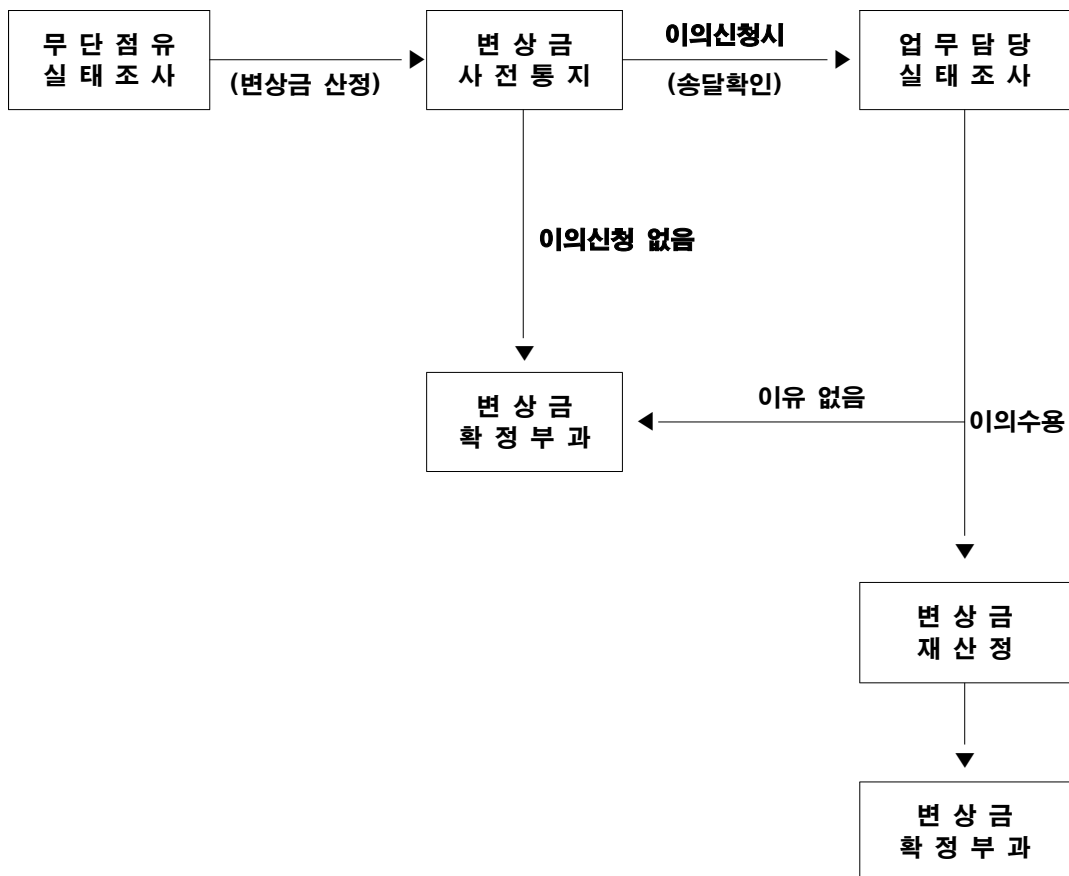 무 단 점 유
실 태 조 사
(변상금 산정)
변 상 금
사 전 통 지
이의신청시
(송달확인)
업 무 담 당
실 태 조 사
이의신청 없음
변 상 금
확 정 부 과
이유 없음
이의수용
변 상 금
재 산 정
변 상 금
확 정 부 과